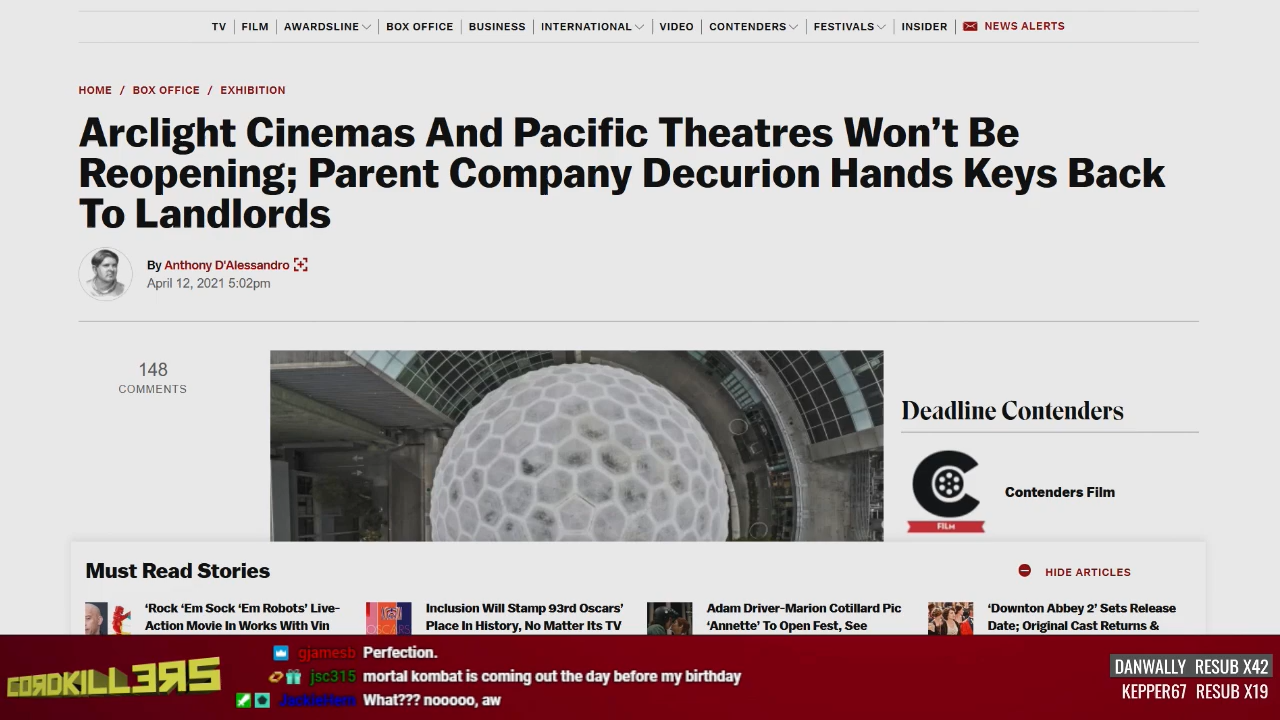 TV FILM AWARDSLINE BOX OFFICE BUSINESS INTERNATIONAL VIDEO CONTENDERS FESTIVALS INSIDER NEWS ALERTS
HOME / BOX OFFICE / EXHIBITION
Arclight Cinemas And Pacific Theatres Won't Be
Reopening; Parent Company Decurion Hands Keys Back
To Landlords
By Anthony D'Alessandro
April 12, 2021 5:02pm
148
COMMENTS
Deadline Contenders
Contenders Film
FILM
Must Read Stories
HIDE ARTICLES
'Rock 'Em Sock 'Em Robots' Live-
Action Movie In Works With Vin
OSCARS
Inclusion Will Stamp 93rd Oscars'
Place In History, No Matter Its TV
Adam Driver-Marion Cotillard Pic
'Annette' To Open Fest, See
'Downton Abbey 2' Sets Release
Date; Original Cast Returns &
CORDKILL3RS
gjamesb Perfection.
jsc315 mortal kombat is coming out the day before my birthday
JackieHero What??? nooooo, aw
DANWALLY RESUB X42
KEPPER67 RESUB X19